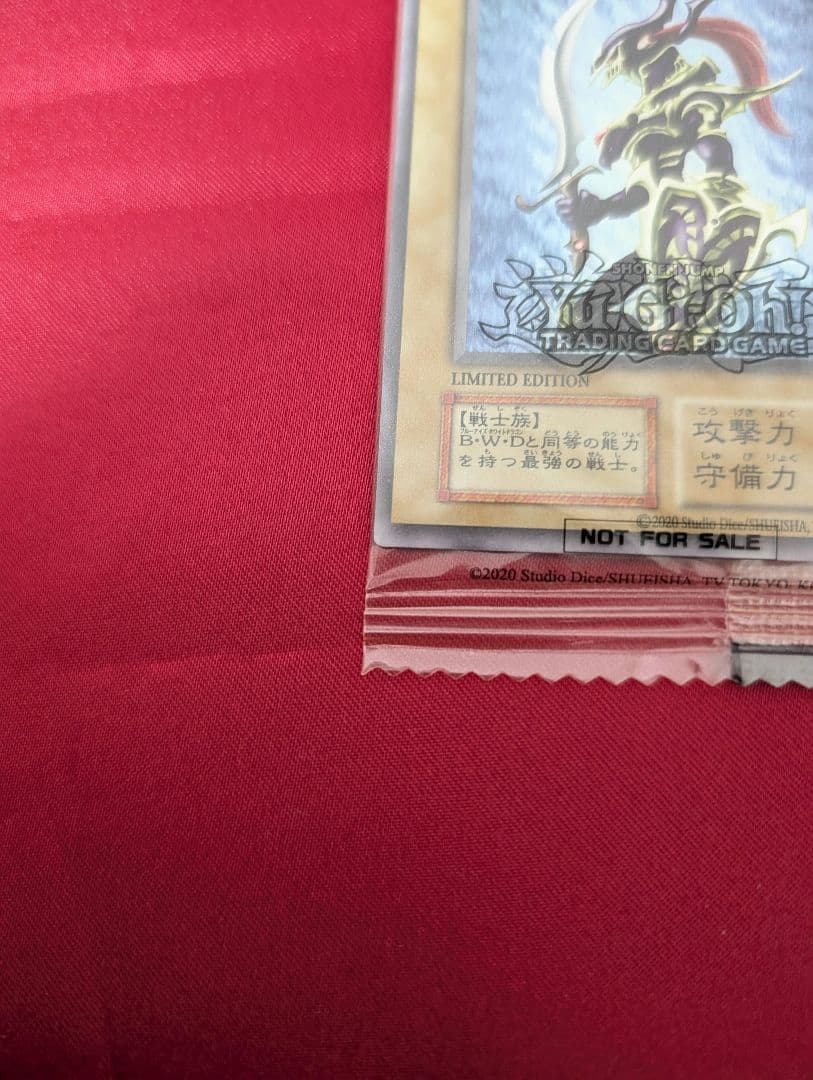 SHONEN JUMP
Yu-Gi-Oh!
TRADING CARD GAME
LIMITED EDITION
【戦士族】
B・W・Dと同等の能力
を持つ最強の戦士。
攻撃力
守備力
©2020 Studio Dice/SHUEISHA,
NOT FOR SALE
©2020 Studio Dice/SHUEISHA, TV TOKYO,